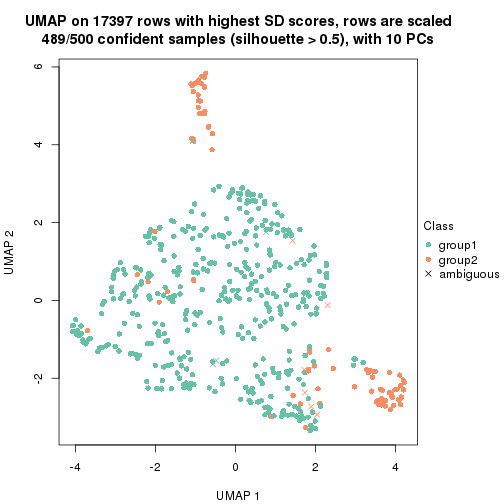 UMAP on 17397 rows with highest SD scores, rows are scaled
489/500 confident samples (silhouette > 0.5), with 10 PCs
6
4
2
0
-2
UMAP 2
-4
-2
0
2
4
UMAP 1
Class
group1
group2
ambiguous